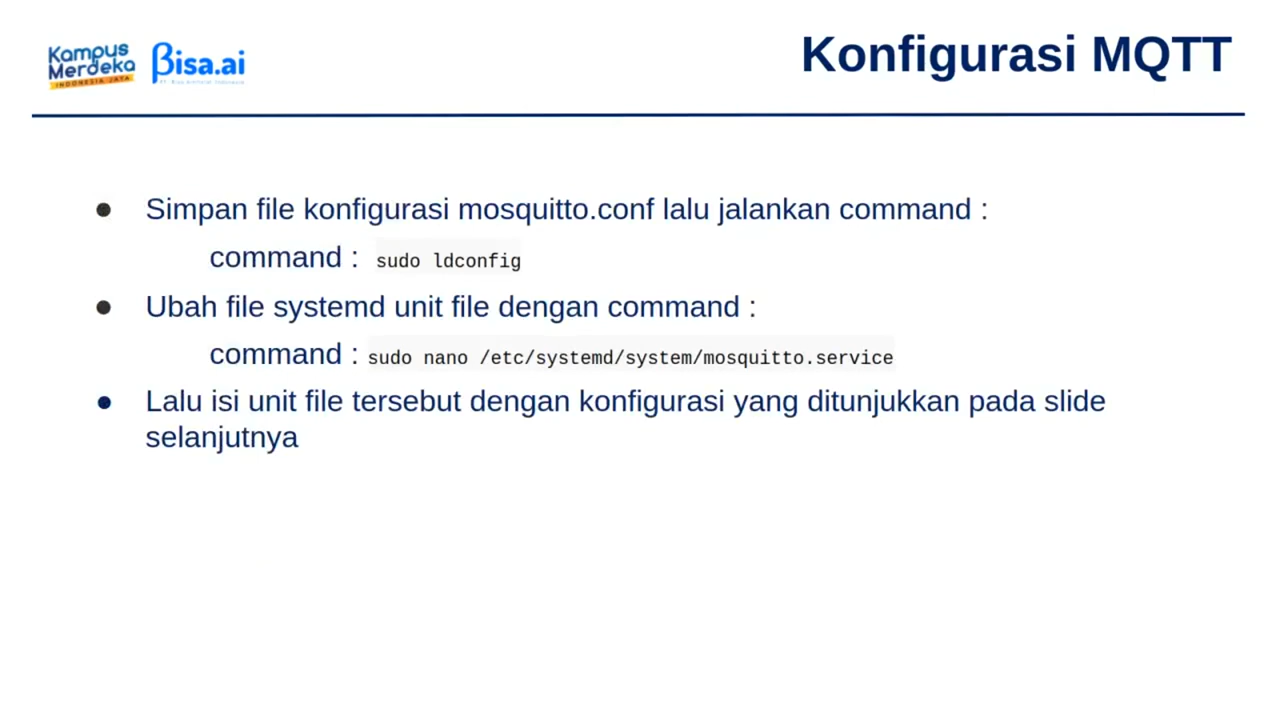 Kampus
Merdeka
INDONESIA JAYA
Bisa.ai
Konfigurasi MQTT
● Simpan file konfigurasi mosquitto.conf lalu jalankan command :
command : sudo ldconfig
● Ubah file systemd unit file dengan command :
command : sudo nano /etc/systemd/system/mosquitto.service
● Lalu isi unit file tersebut dengan konfigurasi yang ditunjukkan pada slide
selanjutnya